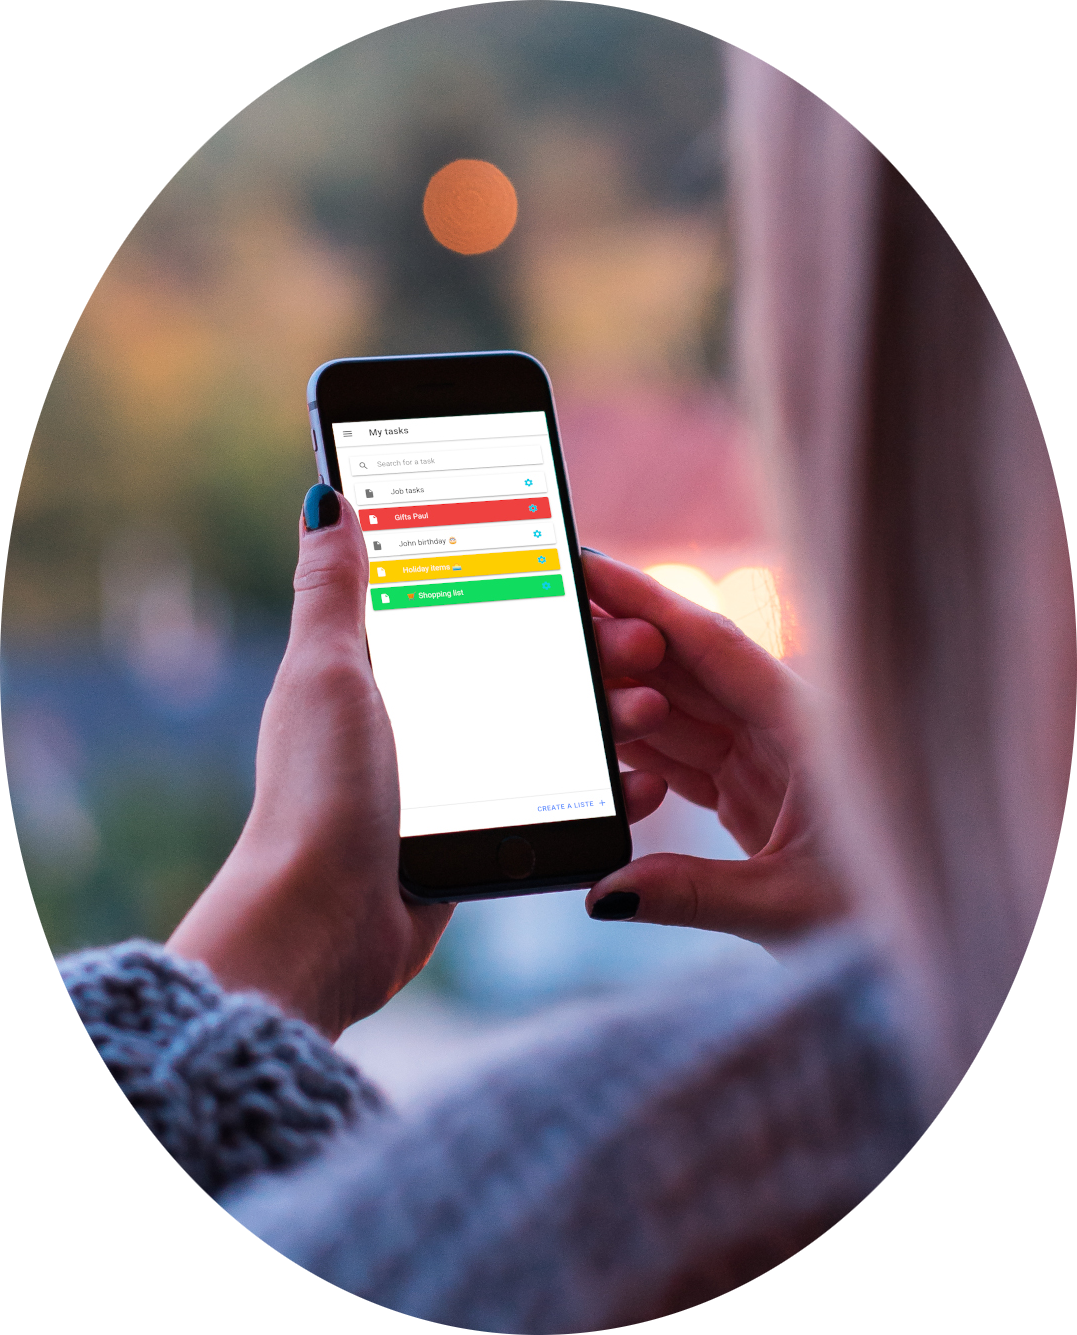 My tasks
Search for a task
Job tasks
Gifts Paul
John birthday
Holiday items
Shopping list
CREATE A LISTE +